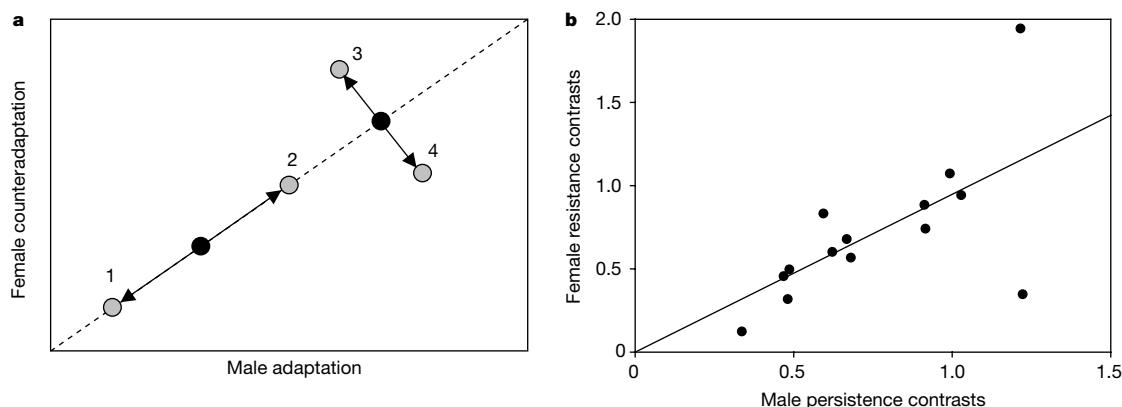 a
Female counteradaptation
1
2
3
4
Male adaptation
b
Female resistance contrasts
2.0
1.5
1.0
0.5
0
0
0.5
1.0
1.5
Male persistence contrasts